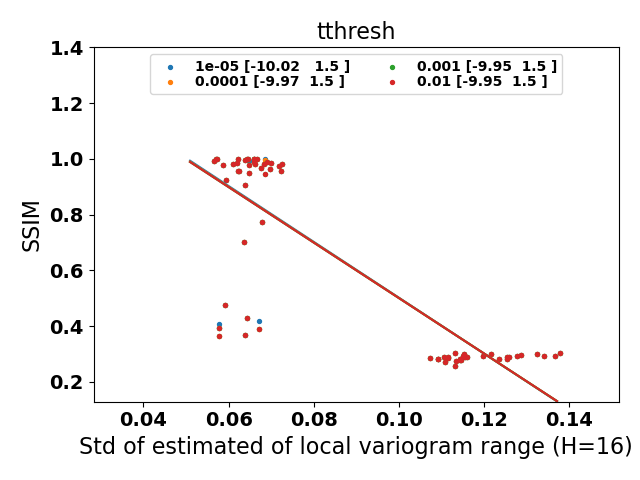 tthresh
1e-05 [-10.02 1.5 ]
0.0001 [-9.97 1.5 ]
0.001 [-9.95 1.5 ]
0.01 [-9.95 1.5 ]
SSIM
1.4
1.2
1.0
0.8
0.6
0.4
0.2
0.04 0.06 0.08 0.10 0.12 0.14
Std of estimated of local variogram range (H=16)